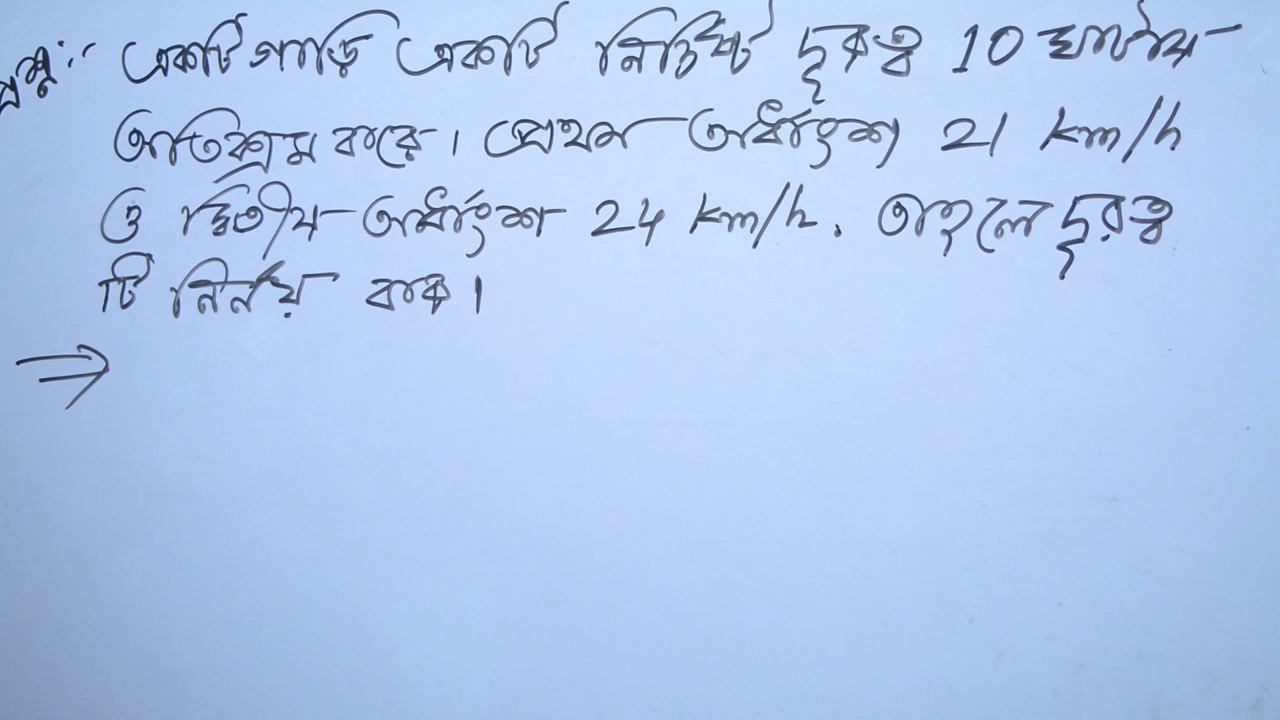 প্রশ্ন:- একটি গাড়ি একটি নির্দিষ্ট দূরত্ব 10 ঘন্টায়
অতিক্রম করে। প্রথম অর্ধাংশ 21 km/h
ও দ্বিতীয় অর্ধাংশ 24 km/h. তাহলে দূরত্ব
টি নির্নয় কর।
⇒